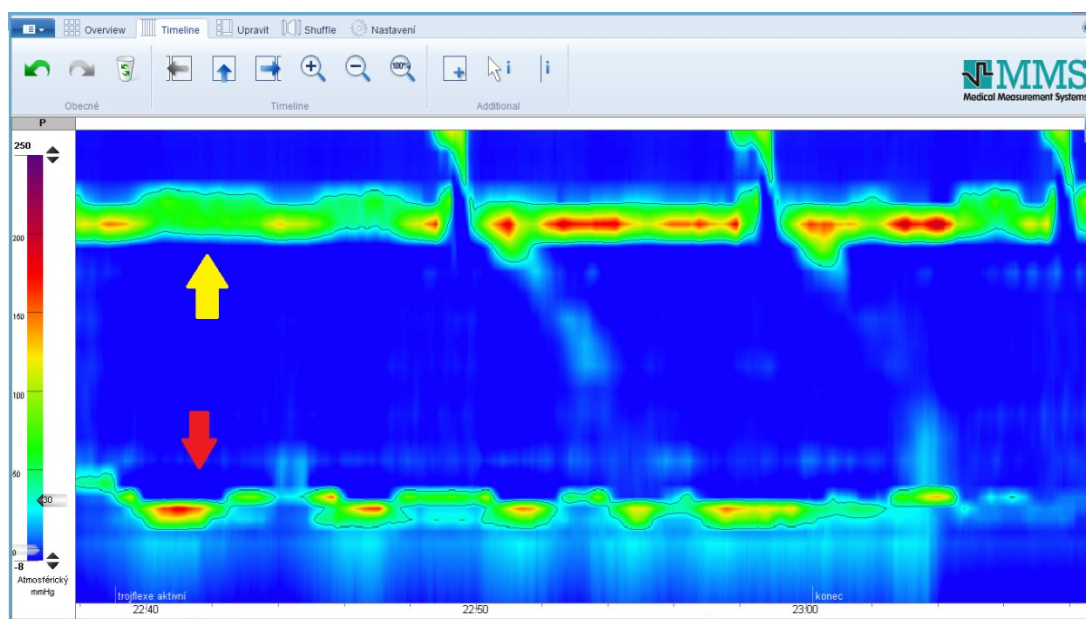 Overview Timeline Upravit Shuffle Nastavení
100%
Obecné Timeline Additional
MMS
Medical Measurement Systems
P
250
200
150
100
50
30
0
-8
Atmosférický
mmHg
trojflexe aktivní konec
22:40 22:50 23:00